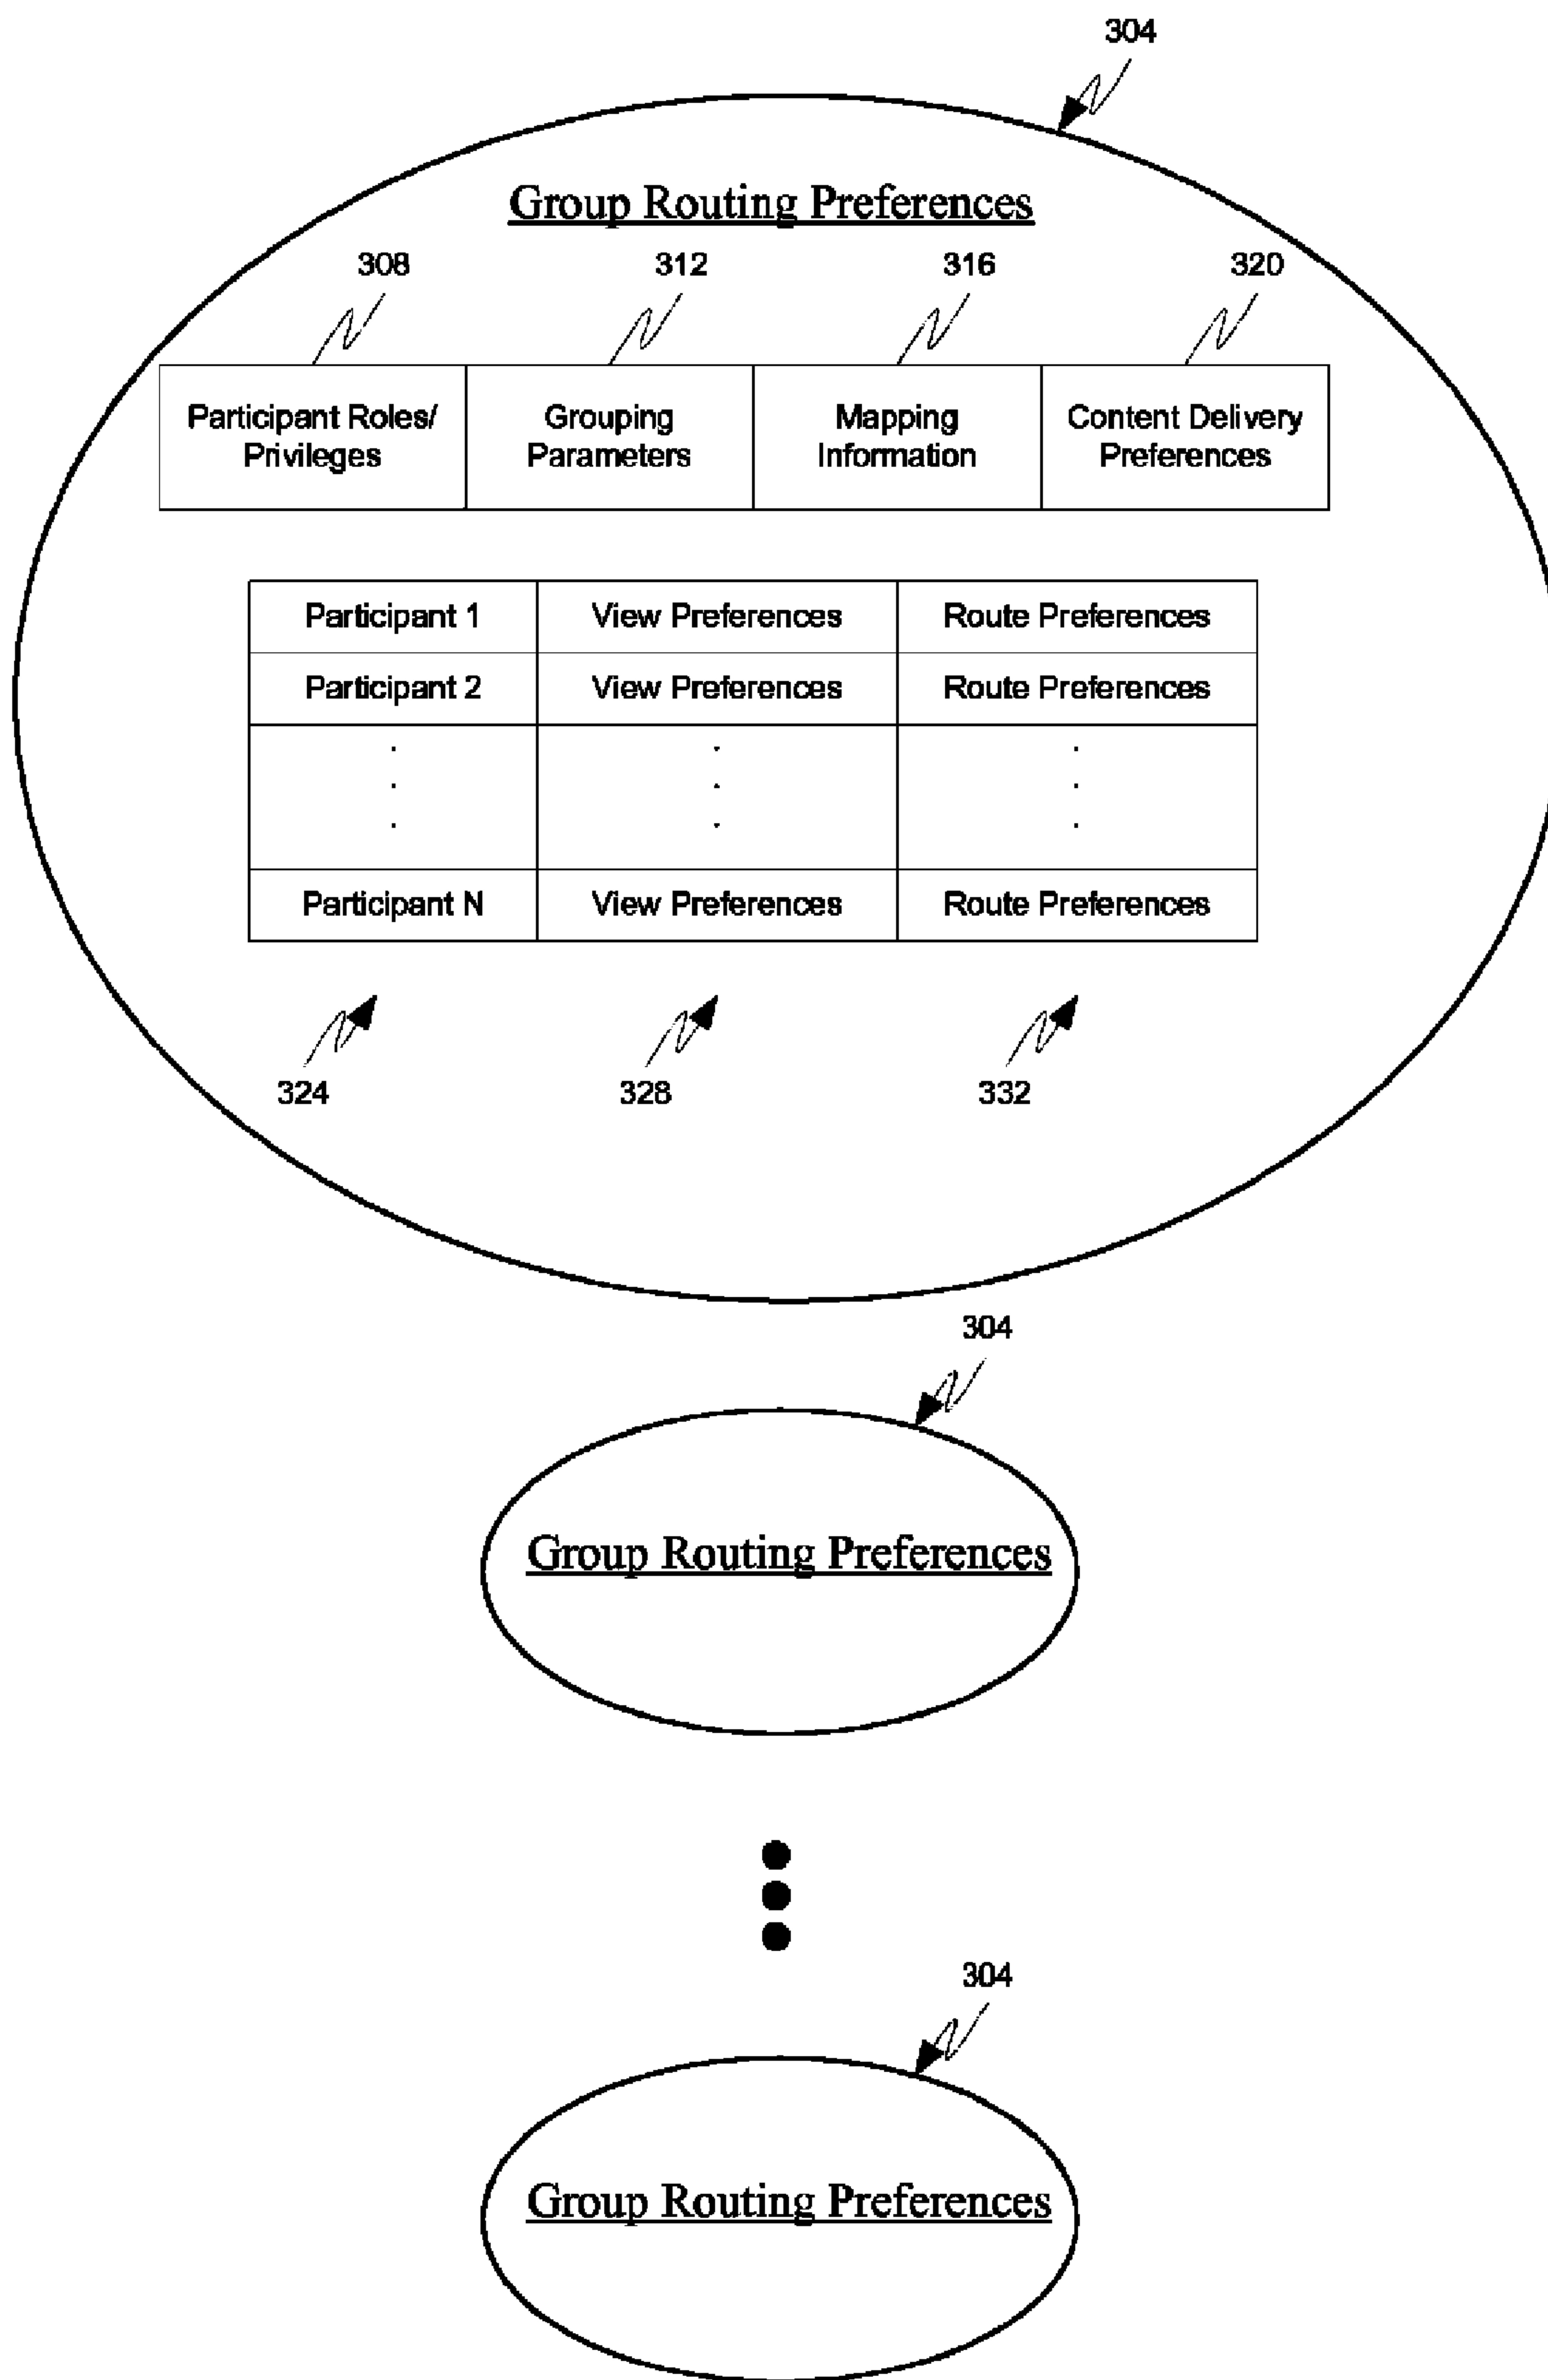 304
Group Routing Preferences
308 312 316 320
Participant Roles/
Privileges
Grouping
Parameters
Mapping
Information
Content Delivery
Preferences
Participant 1 View Preferences Route Preferences
Participant 2 View Preferences Route Preferences
. . .
. . .
. . .
Participant N View Preferences Route Preferences
324 328 332
304
Group Routing Preferences
304
Group Routing Preferences